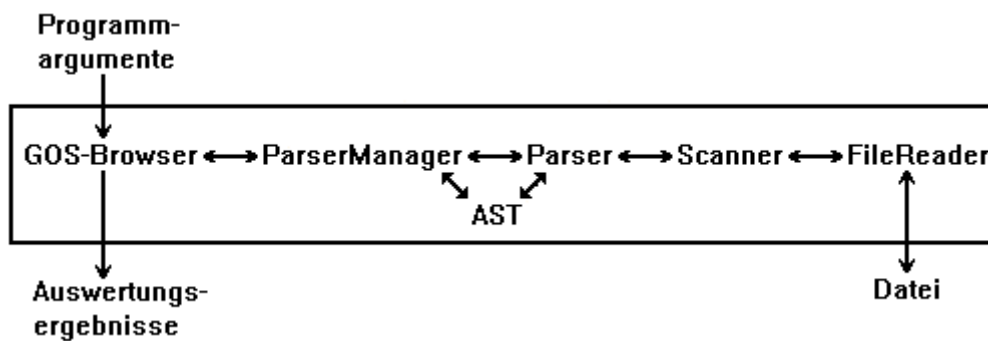 Programm-
argumente
GOS-Browser ParserManager Parser Scanner FileReader
AST
Auswertungs-
ergebnisse
Datei